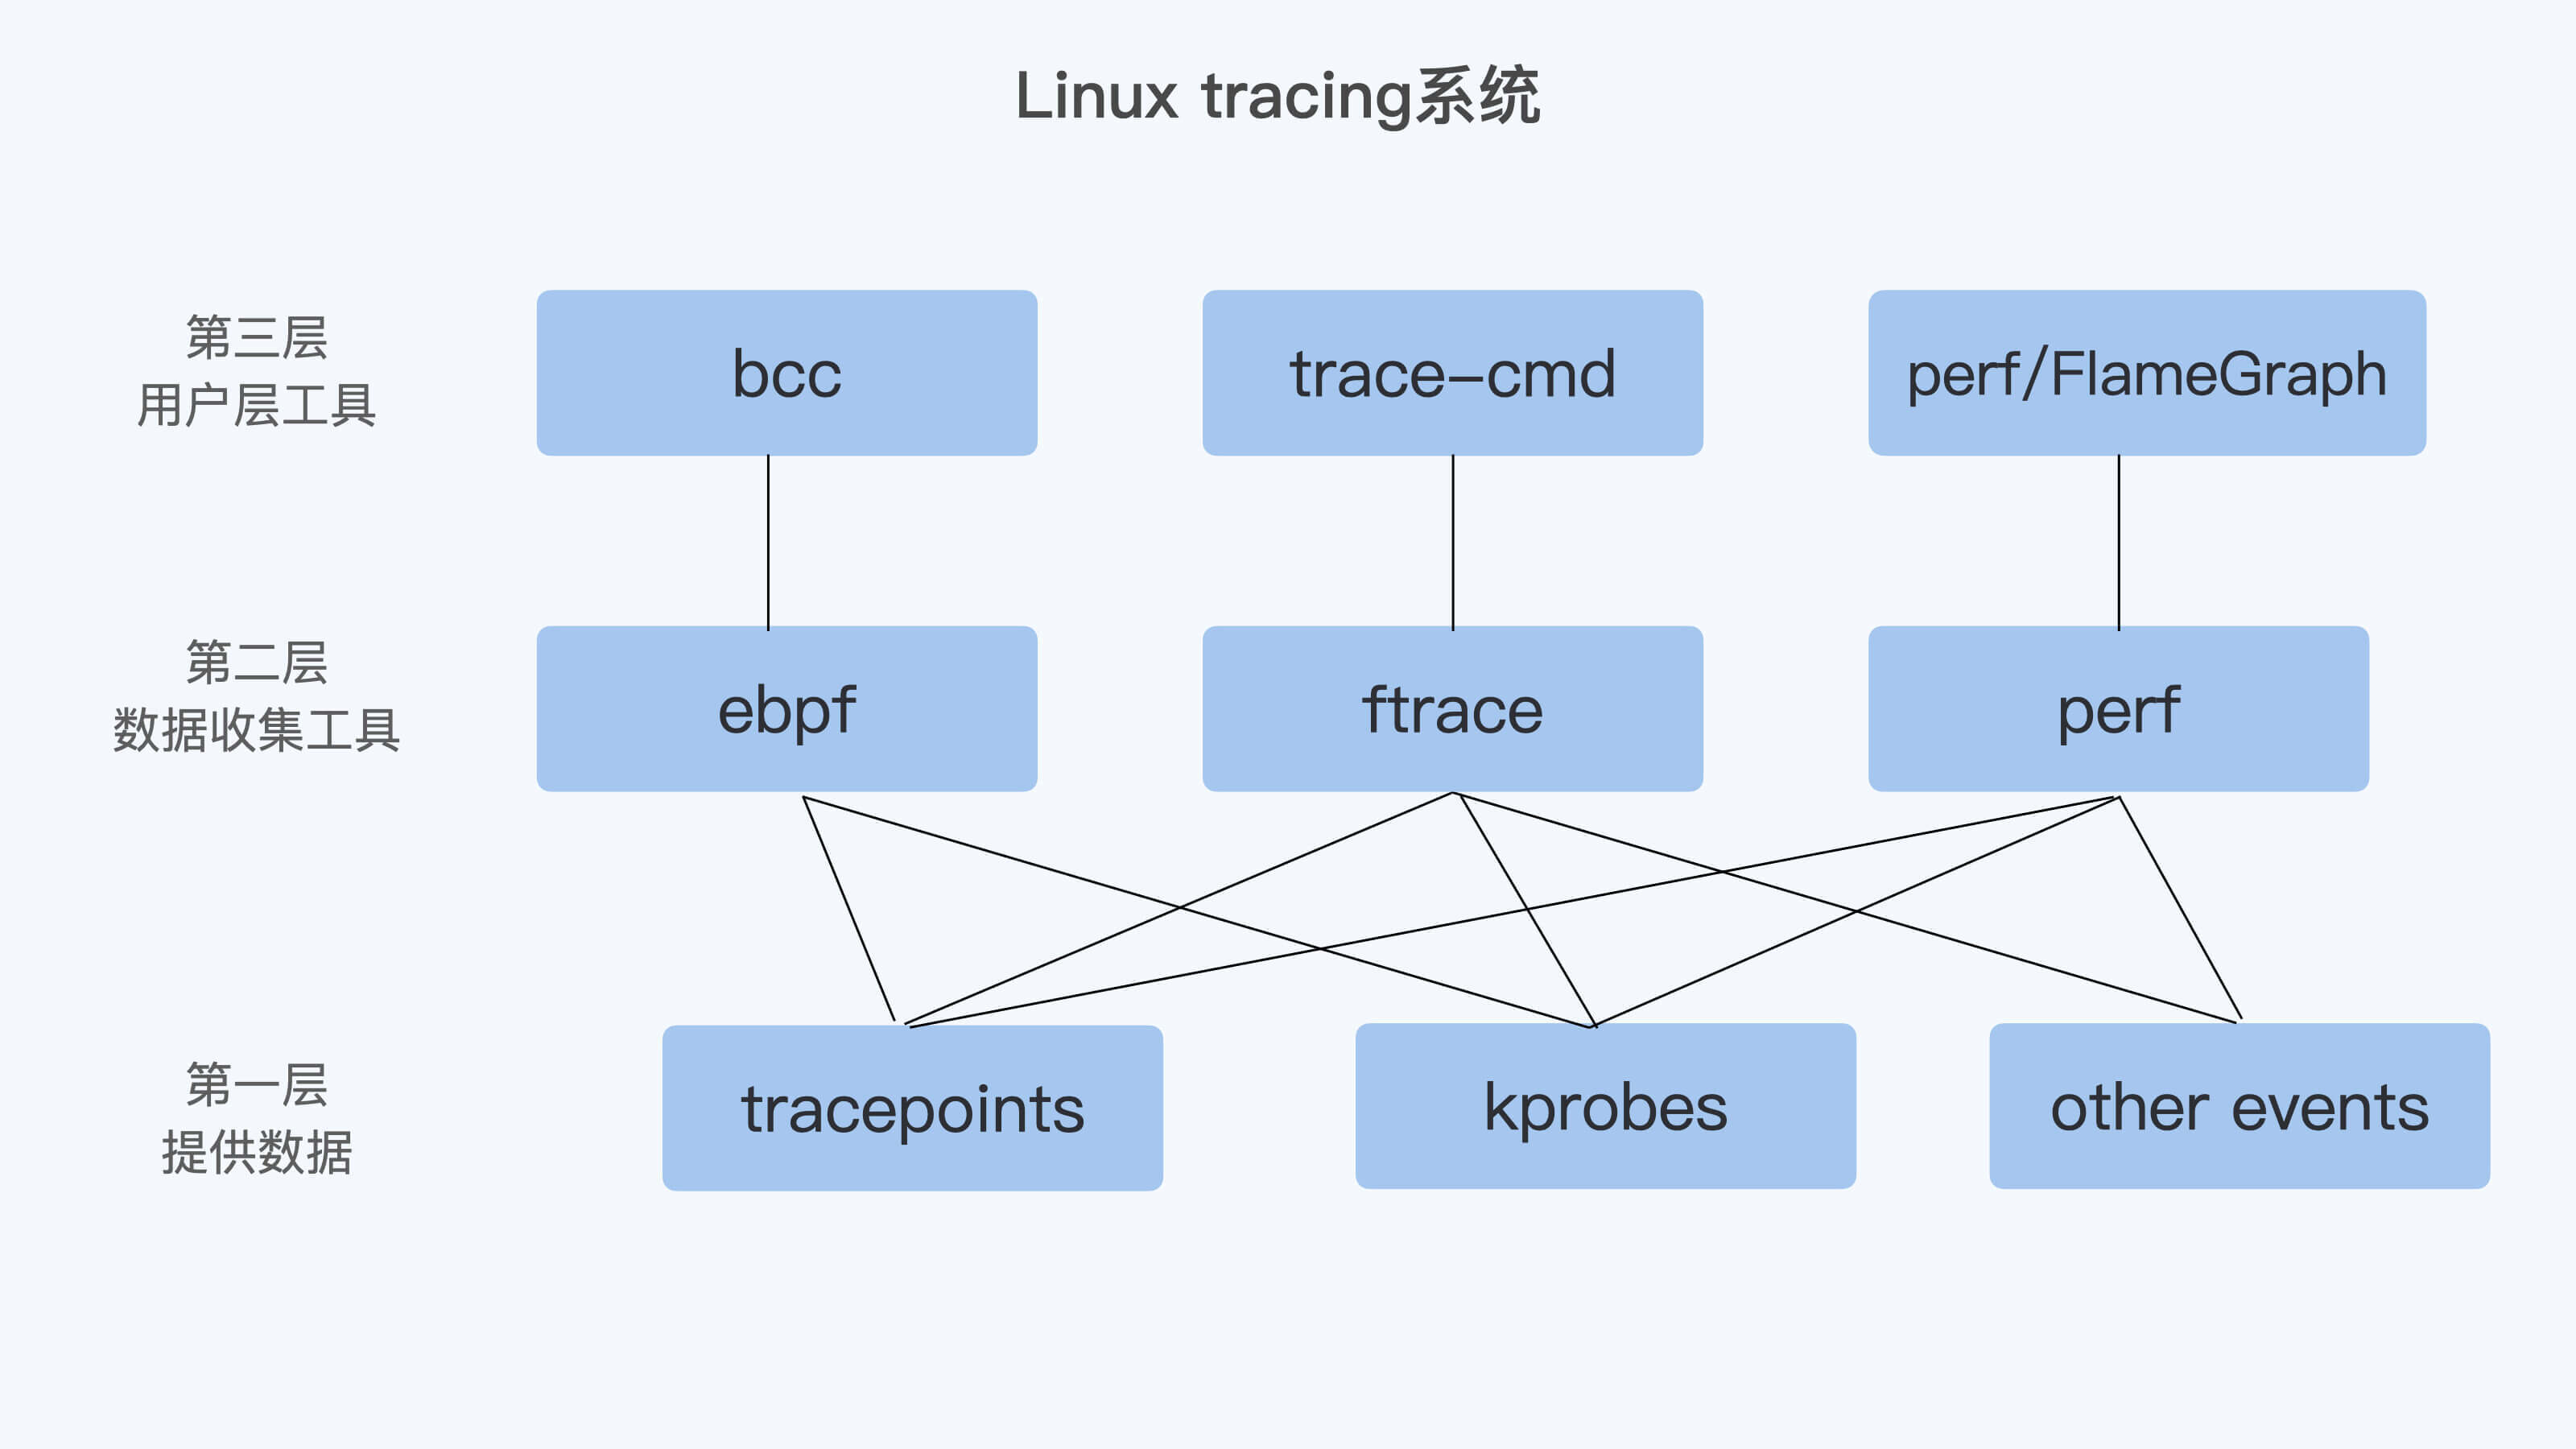 Linux tracing系统
第三层
用户层工具
bcc
trace-cmd
perf/FlameGraph
第二层
数据收集工具
ebpf
ftrace
perf
第一层
提供数据
tracepoints
kprobes
other events